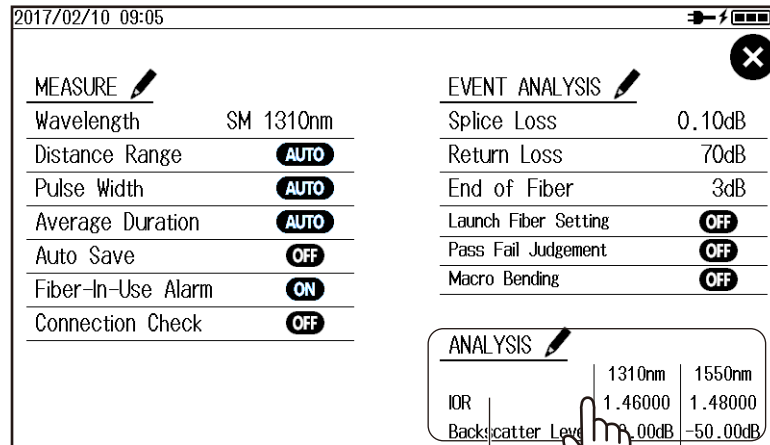 2017/02/10 09:05
MEASURE
Wavelength SM 1310nm
Distance Range AUTO
Pulse Width AUTO
Average Duration AUTO
Auto Save OFF
Fiber-In-Use Alarm ON
Connection Check OFF
EVENT ANALYSIS
Splice Loss 0.10dB
Return Loss 70dB
End of Fiber 3dB
Launch Fiber Setting OFF
Pass Fail Judgement OFF
Macro Bending OFF
ANALYSIS
1310nm 1550nm
IOR 1.46000 1.48000
Backscatter -50.00dB